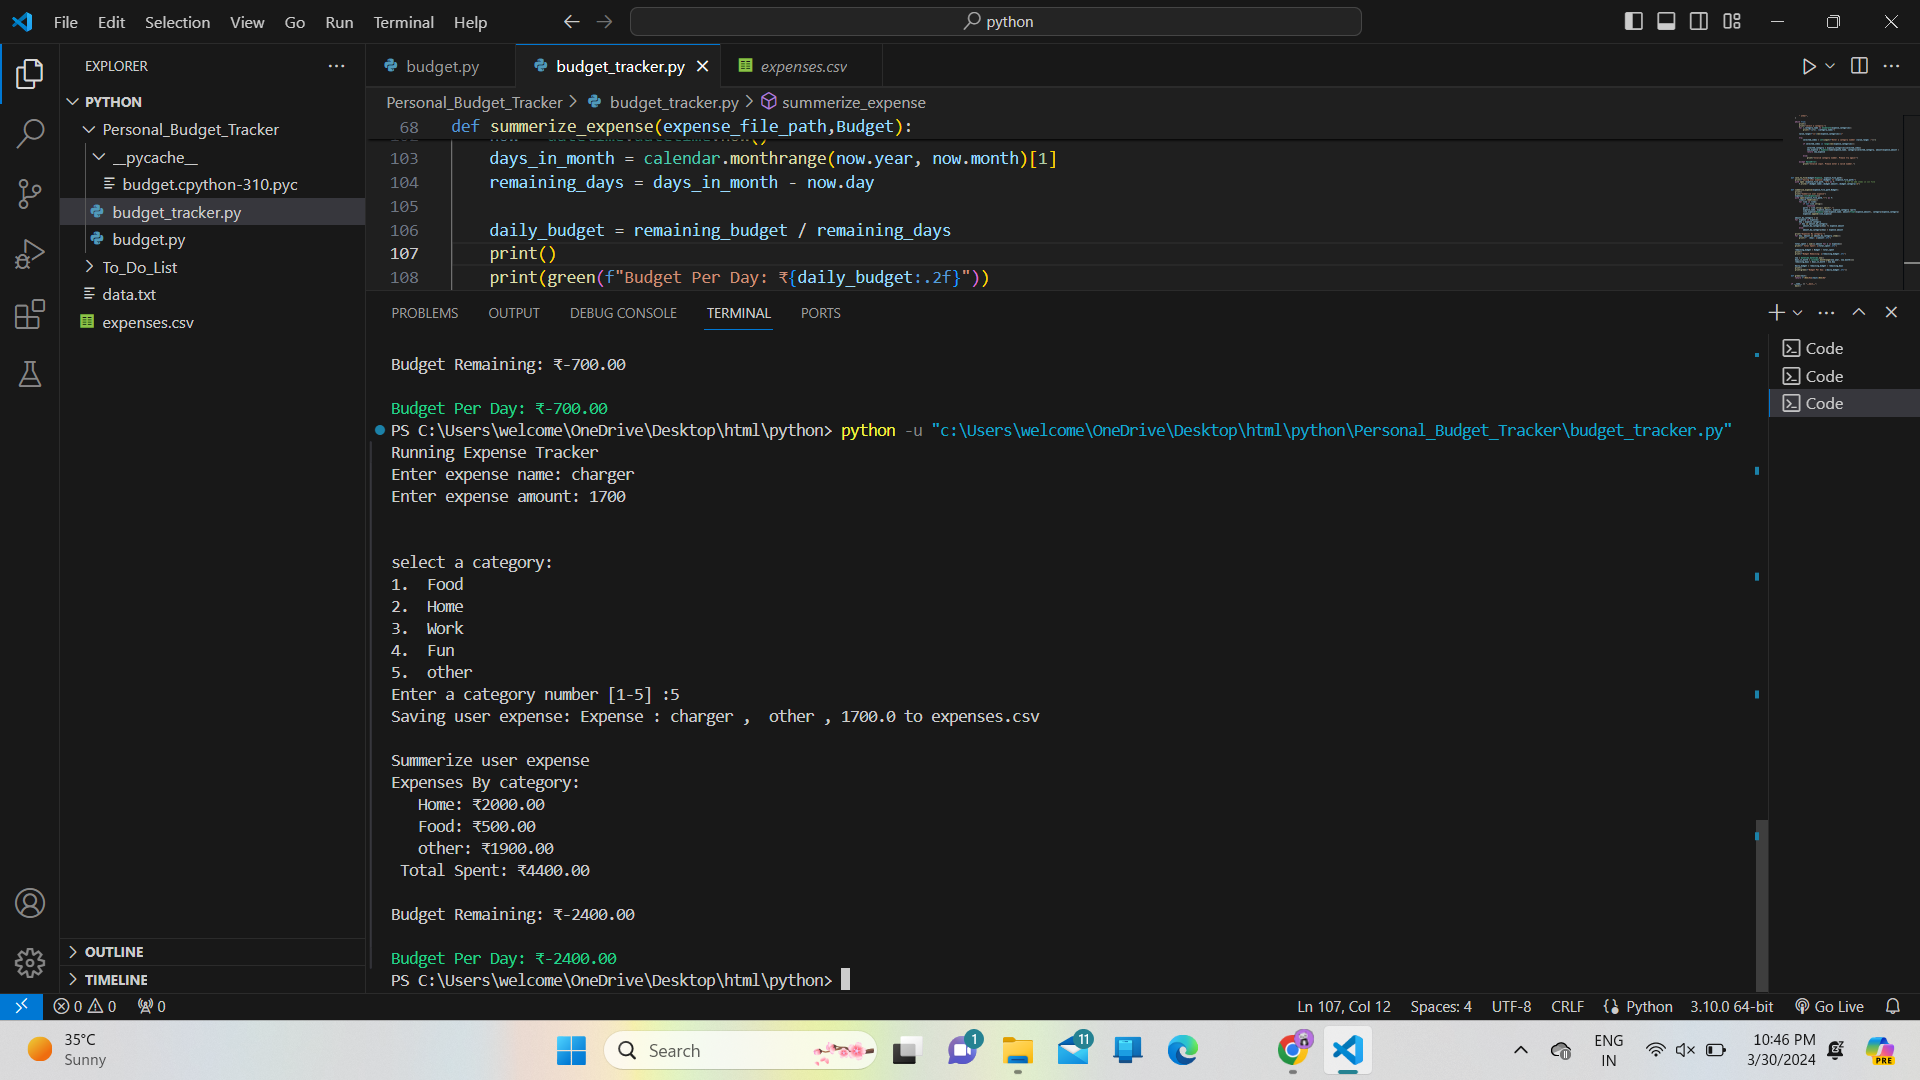 File Edit Selection View Go Run Terminal Help
python
EXPLORER
budget.py
budget_tracker.py
expenses.csv
PYTHON
Personal_Budget_Tracker
__pycache__
budget.cpython-310.pyc
budget_tracker.py
budget.py
To_Do_List
data.txt
expenses.csv
Personal_Budget_Tracker > budget_tracker.py > summerize_expense
68 def summerize_expense(expense_file_path,Budget):
103 days_in_month = calendar.monthrange(now.year, now.month)[1]
104 remaining_days = days_in_month - now.day
105
106 daily_budget = remaining_budget / remaining_days
107 print()
108 print(green(f"Budget Per Day: ₹{daily_budget:.2f}"))
PROBLEMS OUTPUT DEBUG CONSOLE TERMINAL PORTS
Code
Code
Code
Budget Remaining: ₹-700.00
Budget Per Day: ₹-700.00
PS C:\Users\welcome\OneDrive\Desktop\html\python> python -u "c:\Users\welcome\OneDrive\Desktop\html\python\Personal_Budget_Tracker\budget_tracker.py"
Running Expense Tracker
Enter expense name: charger
Enter expense amount: 1700
select a category:
1. Food
2. Home
3. Work
4. Fun
5. other
Enter a category number [1-5] :5
Saving user expense: Expense : charger , other , 1700.0 to expenses.csv
Summerize user expense
Expenses By category:
Home: ₹2000.00
Food: ₹500.00
other: ₹1900.00
Total Spent: ₹4400.00
Budget Remaining: ₹-2400.00
Budget Per Day: ₹-2400.00
PS C:\Users\welcome\OneDrive\Desktop\html\python>
OUTLINE
TIMELINE
0 0 0
Ln 107, Col 12 Spaces: 4 UTF-8 CRLF Python 3.10.0 64-bit Go Live
35°C
Sunny
Search
1
11
ENG
IN
10:46 PM
3/30/2024
PRE